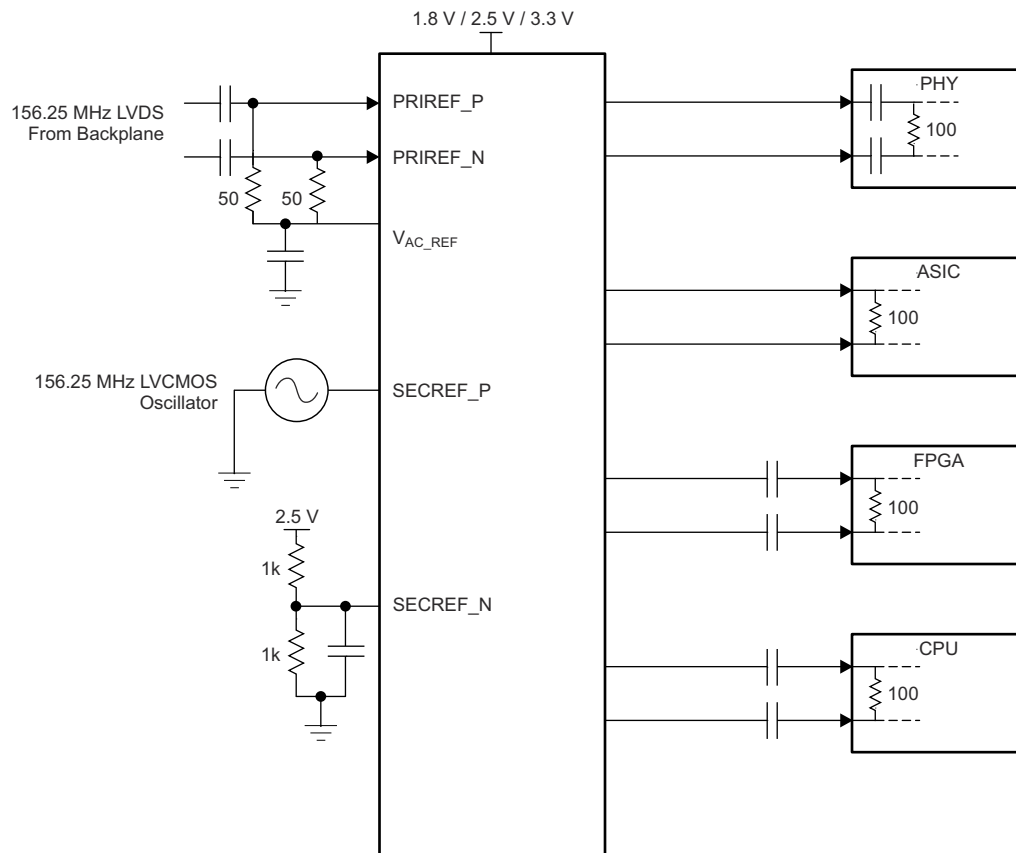 1.8 V / 2.5 V / 3.3 V
156.25 MHz LVDS
From Backplane
PRIREF_P
PRIREF_N
50
50
VAC_REF
156.25 MHz LVCMOS
Oscillator
SECREF_P
2.5 V
1k
1k
SECREF_N
PHY
100
ASIC
100
FPGA
100
CPU
100